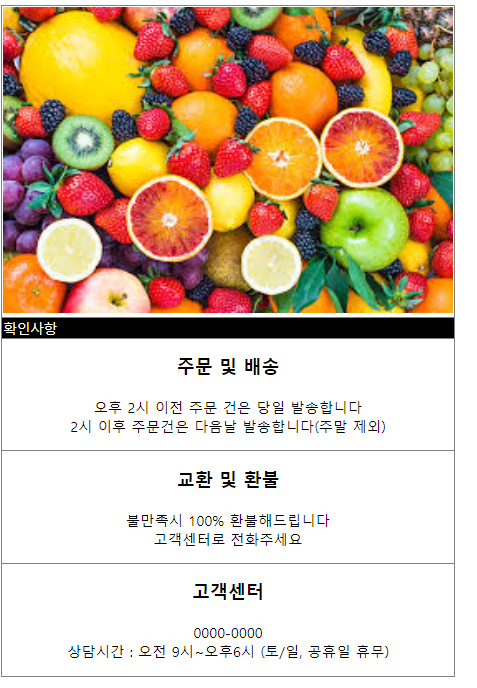 확인사항
주문 및 배송
오후 2시 이전 주문 건은 당일 발송합니다
2시 이후 주문건은 다음날 발송합니다(주말 제외)
교환 및 환불
불만족시 100% 환불해드립니다
고객센터로 전화주세요
고객센터
0000-0000
상담시간 : 오전 9시~오후6시 (토/일, 공휴일 휴무)